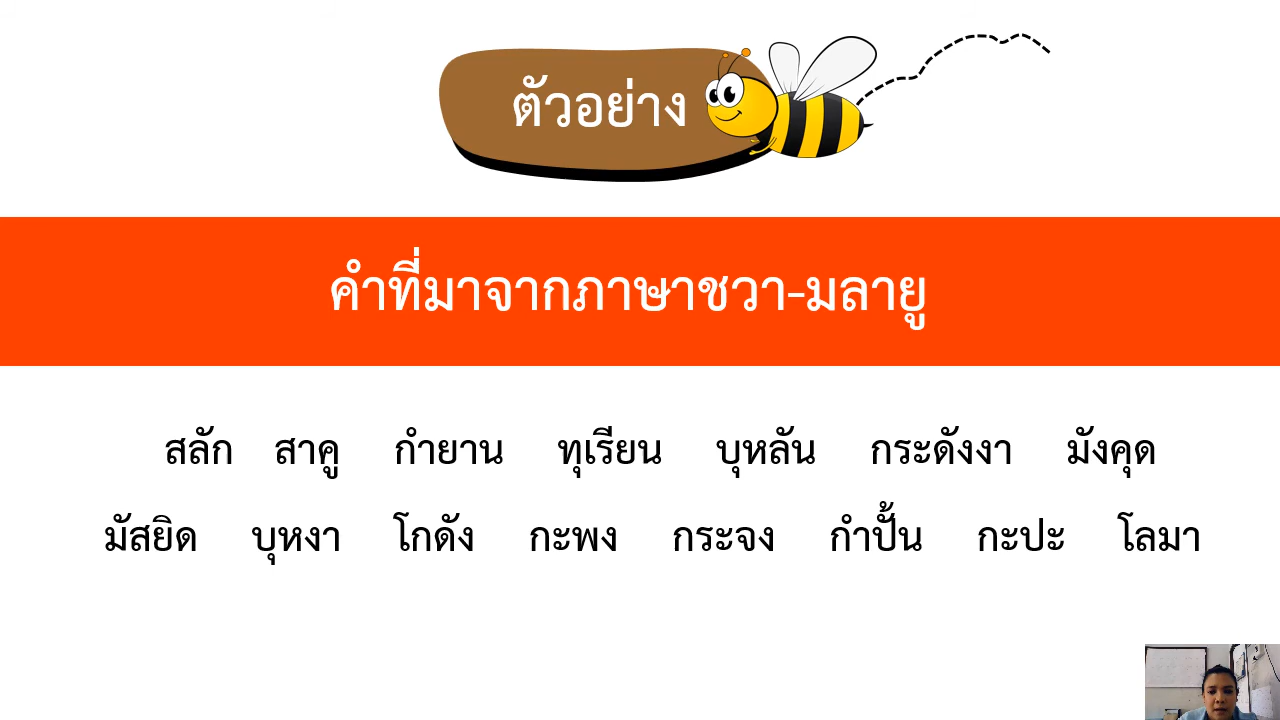 ตัวอย่าง
คำที่มาจากภาษาชวา-มลายู
สลัก สาคู กำยาน ทุเรียน บุหลัน กระดังงา มังคุด
มัสยิด บุหงา โกดัง กะพง กระจง กำปั้น กะปะ โลมา